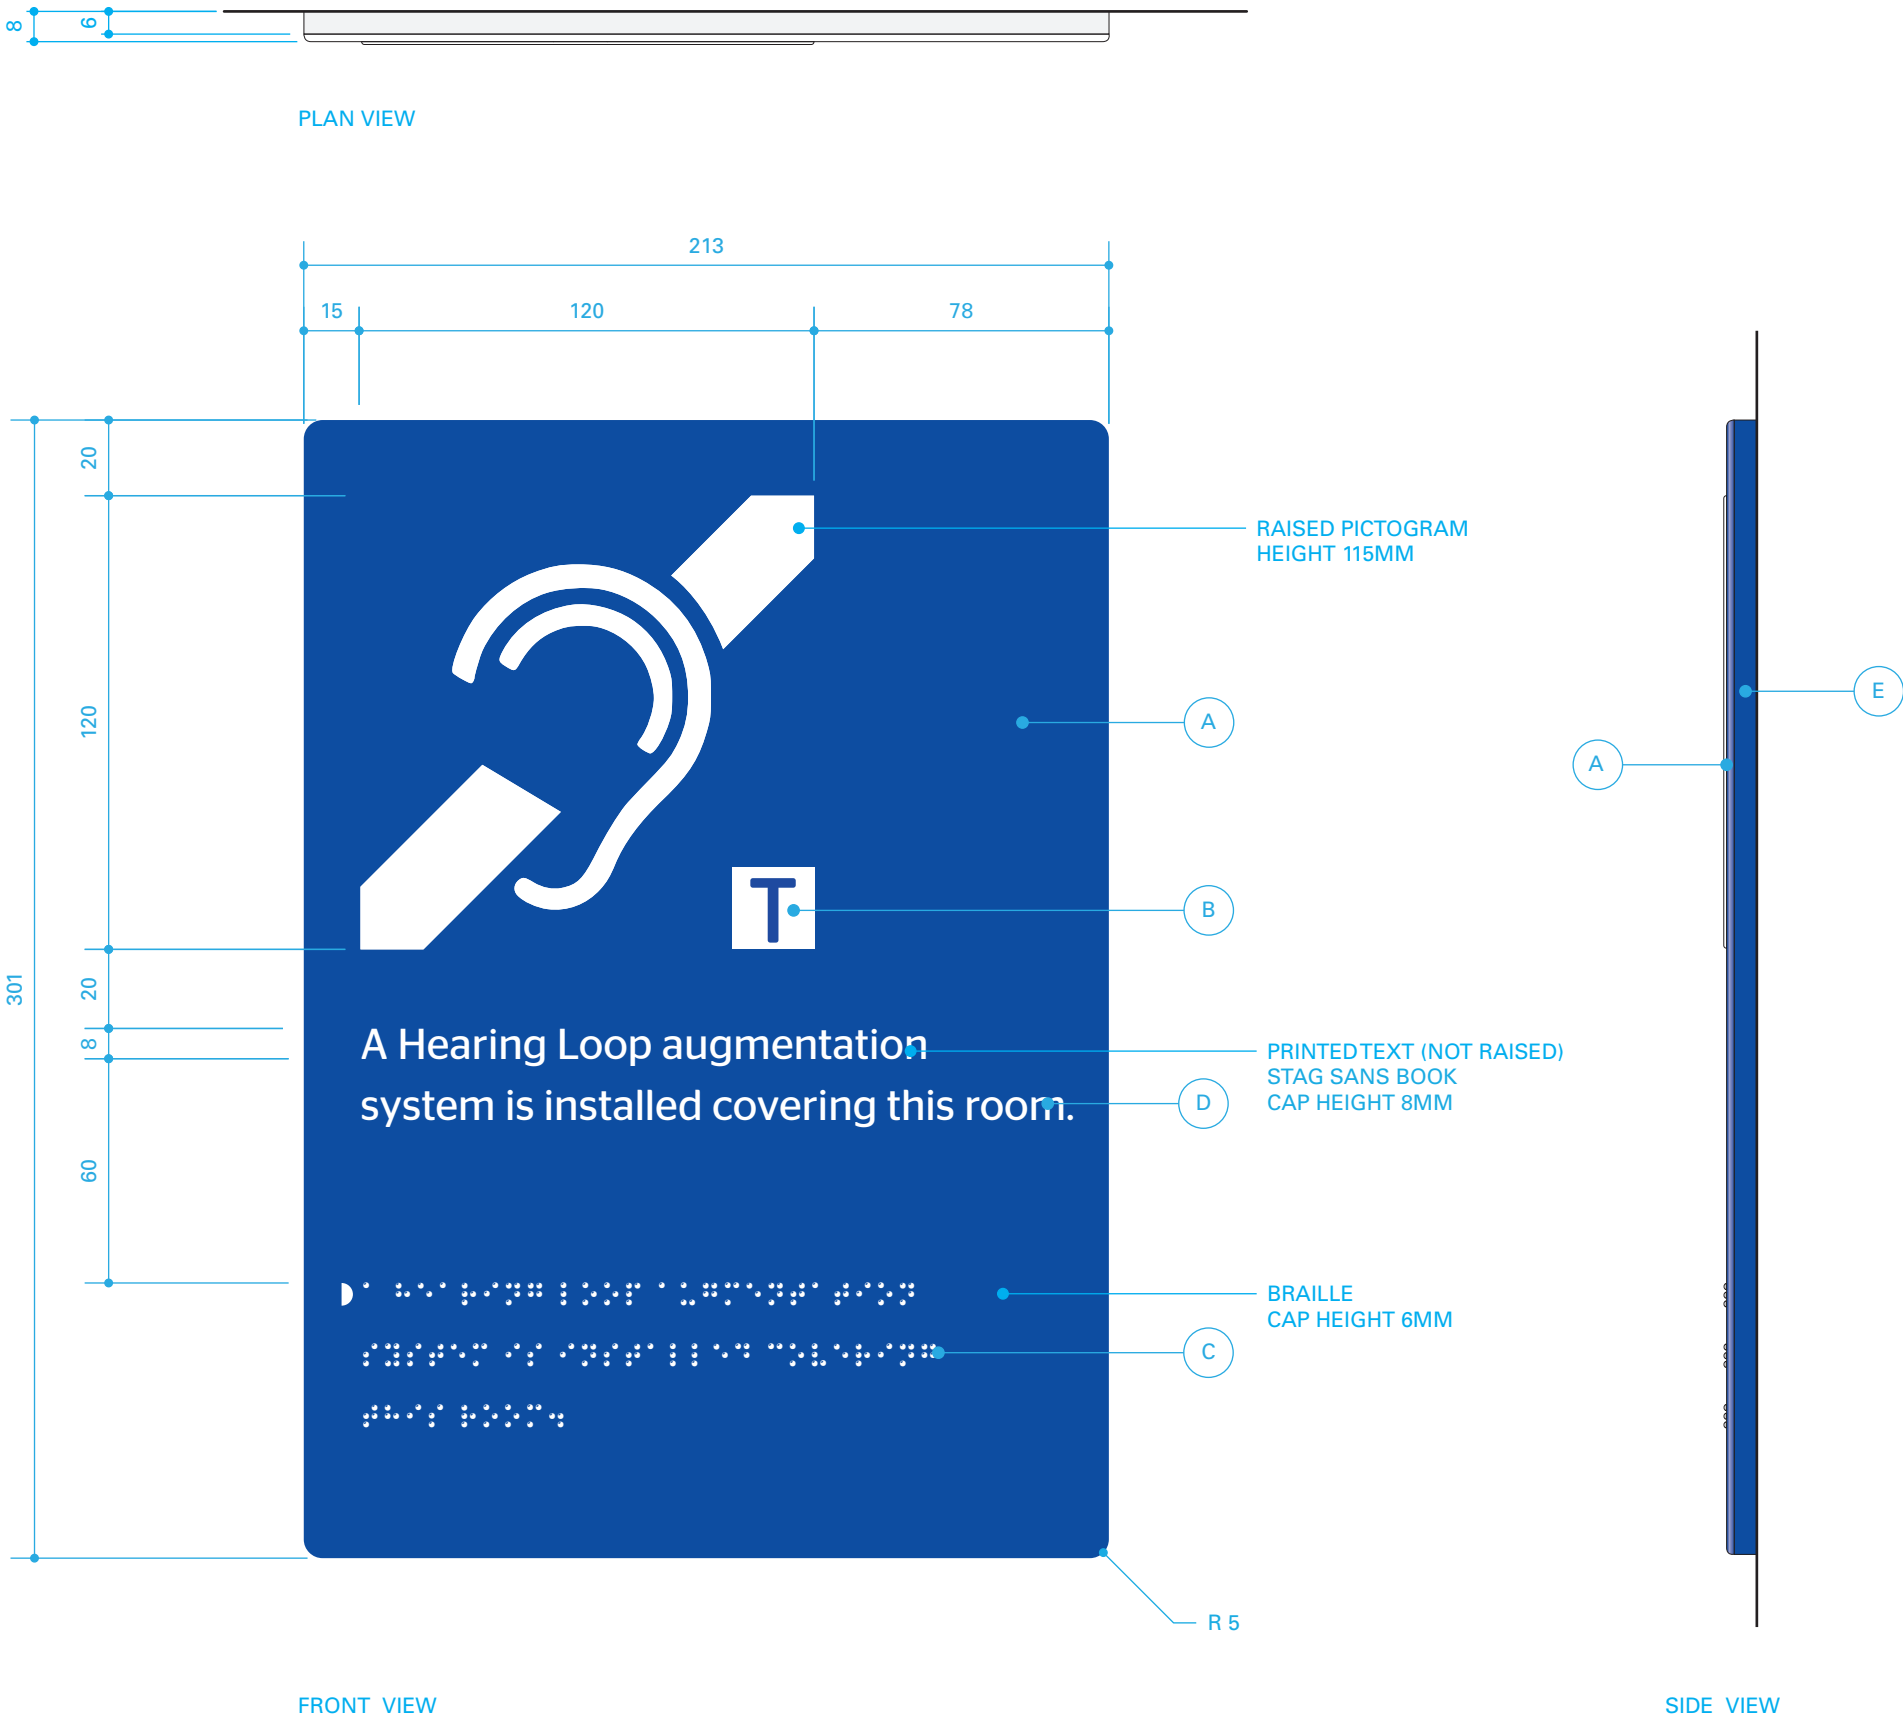 8
6
PLAN VIEW
213
15
120
78
20
RAISED PICTOGRAM
HEIGHT 115MM
120
A
E
A
T
B
301
20
8
A Hearing Loop augmentation
system is installed covering this room.
PRINTED TEXT (NOT RAISED)
STAG SANS BOOK
CAP HEIGHT 8MM
D
60
⠁ ⠓⠑⠁⠗⠊⠝⠛ ⠇⠕⠕⠏ ⠁⠥⠛⠍⠑⠝⠞⠁⠞⠊⠕⠝
⠎⠽⠎⠞⠑⠍ ⠊⠎ ⠊⠝⠎⠞⠁⠇⠇⠑⠙ ⠉⠕⠧⠑⠗⠊⠝⠛
⠞⠓⠊⠎ ⠗⠕⠕⠍⠲
BRAILLE
CAP HEIGHT 6MM
C
R 5
FRONT VIEW
SIDE VIEW